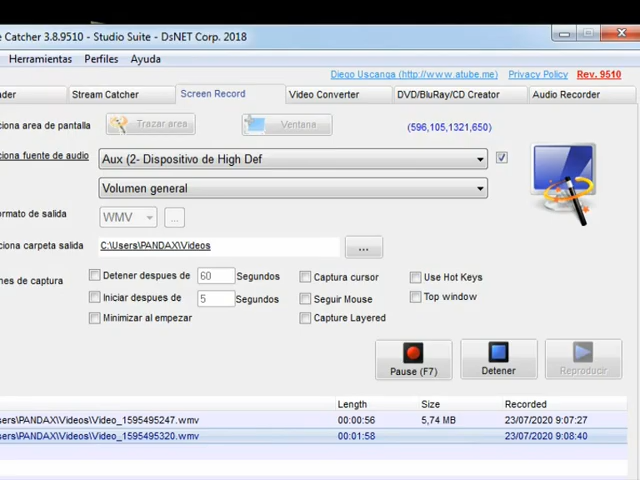 e Catcher 3.8.9510 - Studio Suite - DsNET Corp. 2018
Herramientas Perfiles Ayuda
Diego Uscanga (http://www.atube.me) Privacy Policy Rev. 9510
ader Stream Catcher Screen Record Video Converter DVD/BluRay/CD Creator Audio Recorder
ciona area de pantalla Trazar area Ventana (596,105,1321,650)
ciona fuente de audio Aux (2- Dispositivo de High Def
Volumen general
ormato de salida WMV ...
ciona carpeta salida C:\Users\PANDAX\Videos ...
nes de captura Detener despues de 60 Segundos Captura cursor Use Hot Keys
Iniciar despues de 5 Segundos Seguir Mouse Top window
Minimizar al empezar Capture Layered
Pause (F7) Detener Reproducir
Length Size Recorded
sers\PANDAX\Videos\Video_1595495247.wmv 00:00:56 5,74 MB 23/07/2020 9:07:27
sers\PANDAX\Videos\Video_1595495320.wmv 00:01:58 23/07/2020 9:08:40